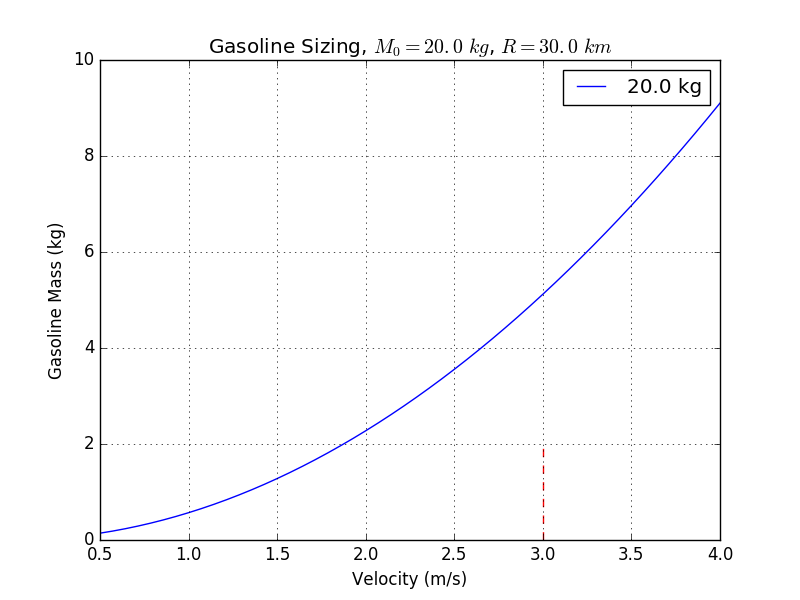 Gasoline Sizing, M₀ = 20.0 kg, R = 30.0 km
20.0 kg
10
8
6
4
2
0
Gasoline Mass (kg)
0.5 1.0 1.5 2.0 2.5 3.0 3.5 4.0
Velocity (m/s)